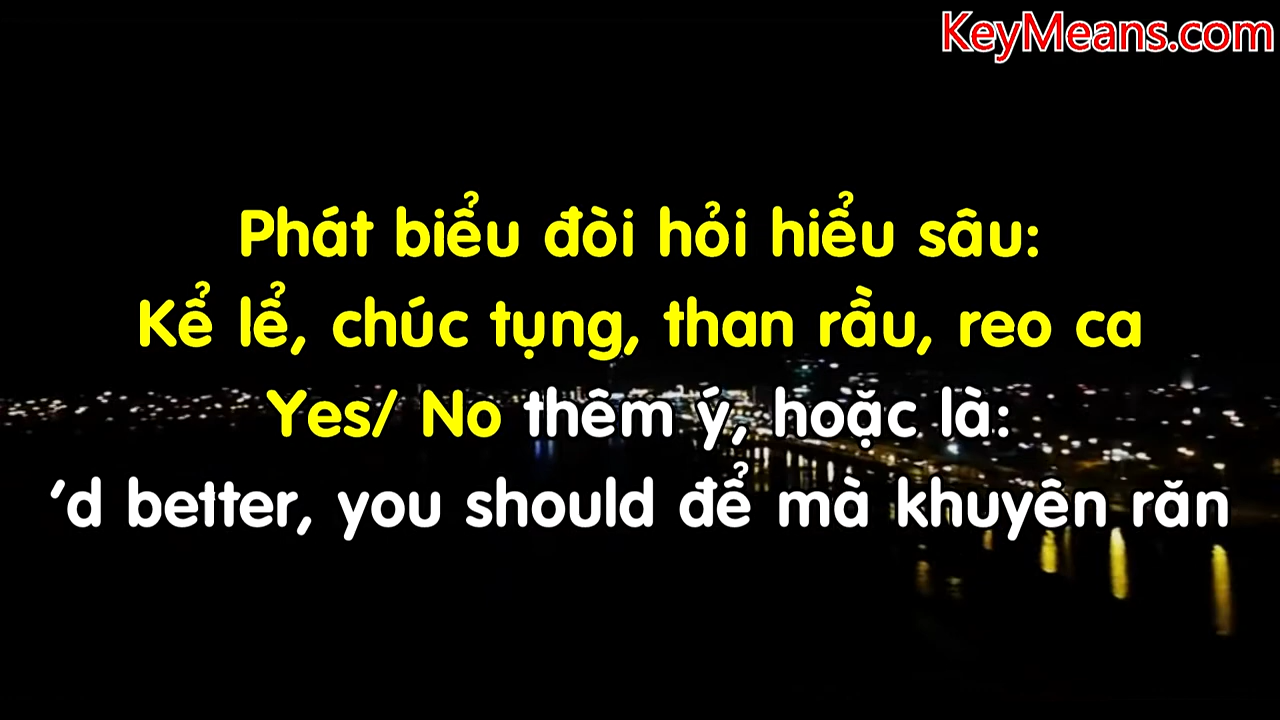 KeyMeans.com
Phát biểu đòi hỏi hiểu sâu:
Kể lể, chúc tụng, than rầu, reo ca
Yes/ No thêm ý, hoặc là:
'd better, you should để mà khuyên răn